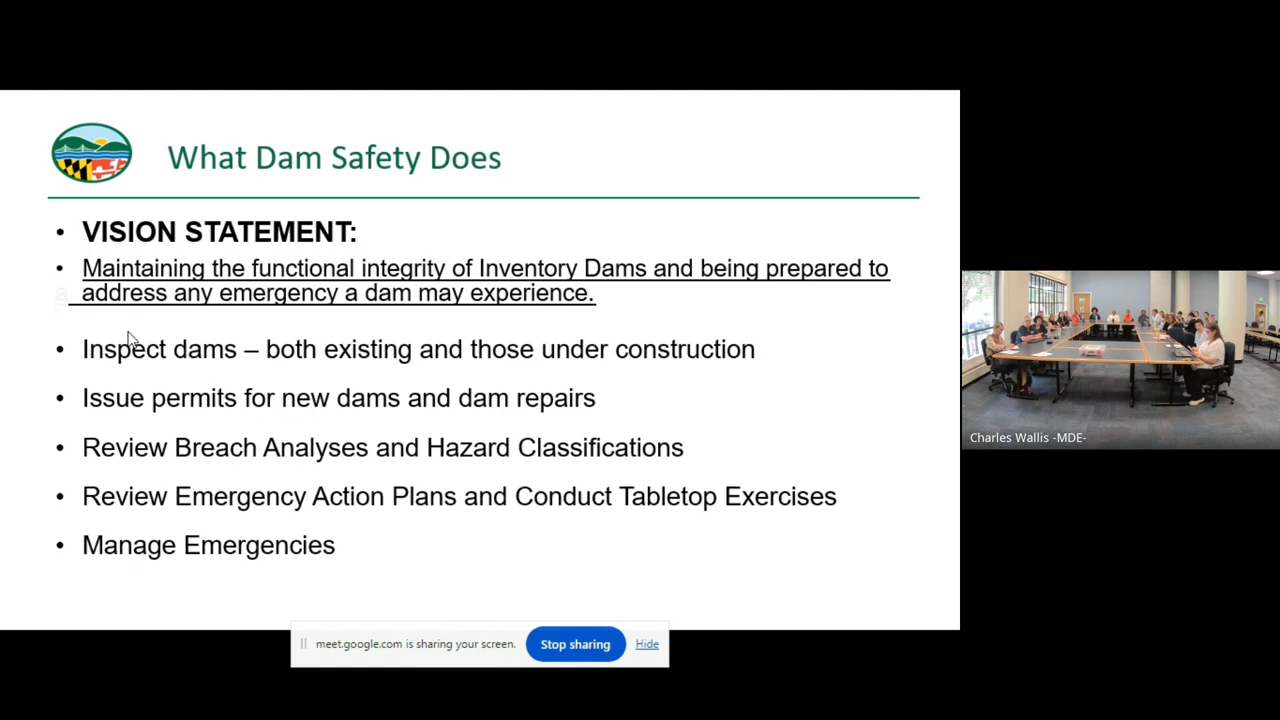 What Dam Safety Does
• VISION STATEMENT:
• Maintaining the functional integrity of Inventory Dams and being prepared to
a address any emergency a dam may experience.
• Inspect dams – both existing and those under construction
• Issue permits for new dams and dam repairs
• Review Breach Analyses and Hazard Classifications
• Review Emergency Action Plans and Conduct Tabletop Exercises
• Manage Emergencies
Charles Wallis -MDE-
meet.google.com is sharing your screen. Stop sharing Hide